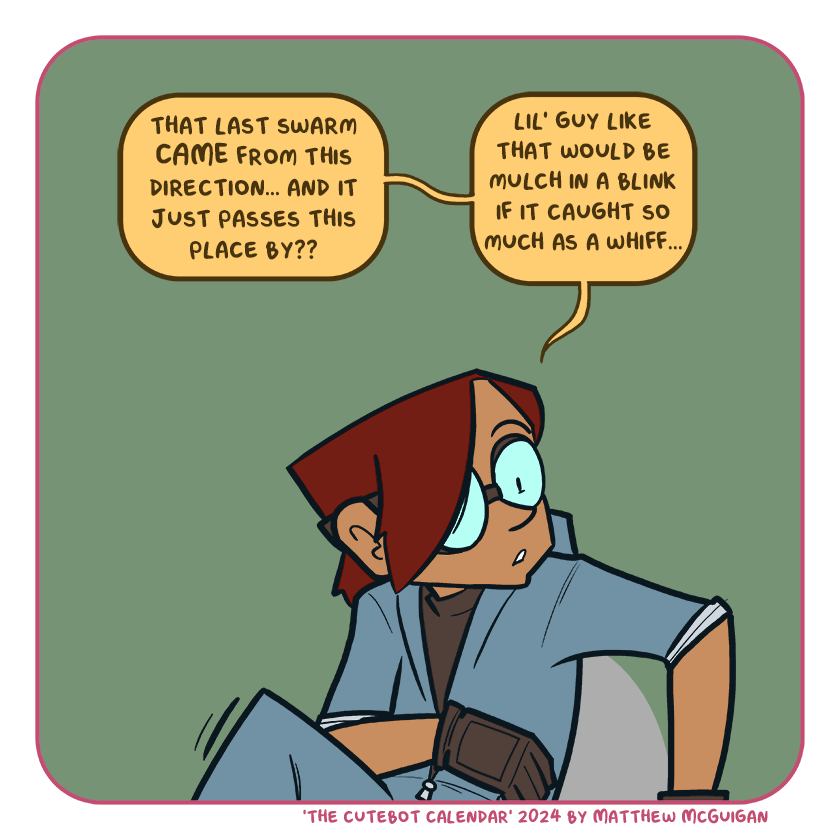 THAT LAST SWARM
CAME FROM THIS
DIRECTION... AND IT
JUST PASSES THIS
PLACE BY??
LIL' GUY LIKE
THAT WOULD BE
MULCH IN A BLINK
IF IT CAUGHT SO
MUCH AS A WHIFF...
'THE CUTEBOT CALENDAR' 2024 BY MATTHEW MCGUIGAN